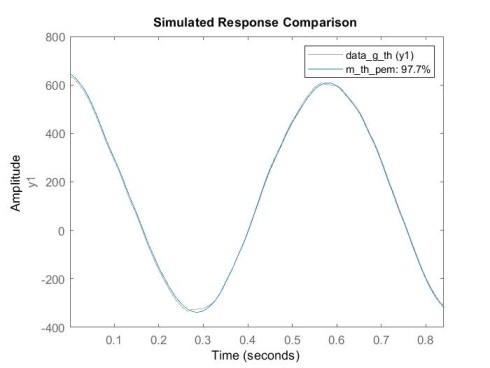 Simulated Response Comparison
data_g_th (y1)
m_th_pem: 97.7%
800
600
400
200
0
-200
-400
Amplitude
y1
0.1 0.2 0.3 0.4 0.5 0.6 0.7 0.8
Time (seconds)